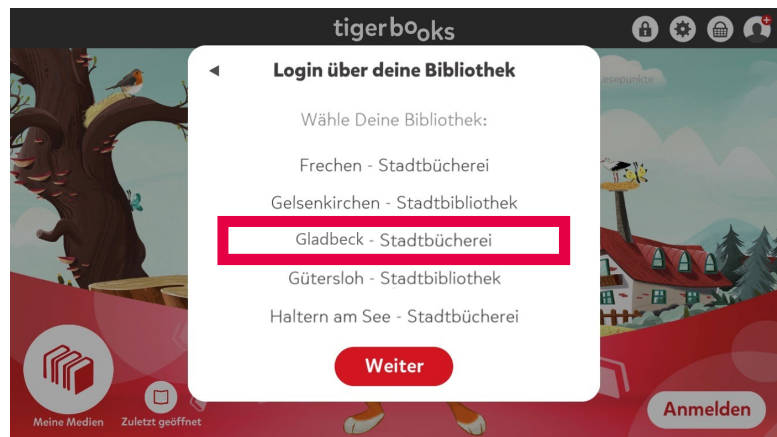 tigerbooks
Login über deine Bibliothek
Lesepunkte
Wähle Deine Bibliothek:
Frechen - Stadtbücherei
Gelsenkirchen - Stadtbibliothek
Gladbeck - Stadtbücherei
Gütersloh - Stadtbibliothek
Haltern am See - Stadtbücherei
Weiter
Meine Medien
Zuletzt geöffnet
Anmelden